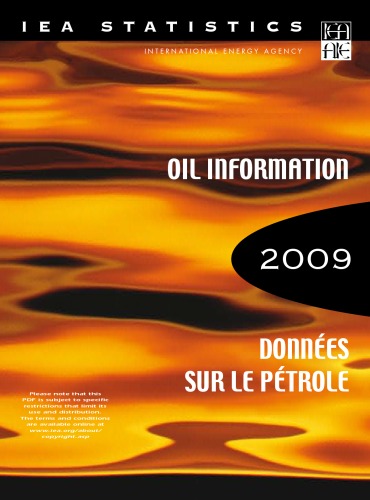 IEA STATISTICS
IEA
AIE
INTERNATIONAL ENERGY AGENCY
OIL INFORMATION
2009
DONNÉES
SUR LE PÉTROLE
Please note that this
PDF is subject to specific
restrictions that limit its
use and distribution.
The terms and conditions
are available online at
www.iea.org/about/
copyright.asp